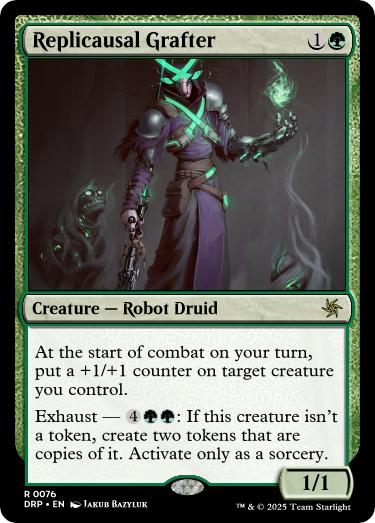 Replicausal Grafter 1
Creature — Robot Druid
At the start of combat on your turn,
put a +1/+1 counter on target creature
you control.
Exhaust — 4: If this creature isn't
a token, create two tokens that are
copies of it. Activate only as a sorcery.
1/1
R 0076
DRP • EN Jakub Bazyluk
™ & © 2025 Team Starlight